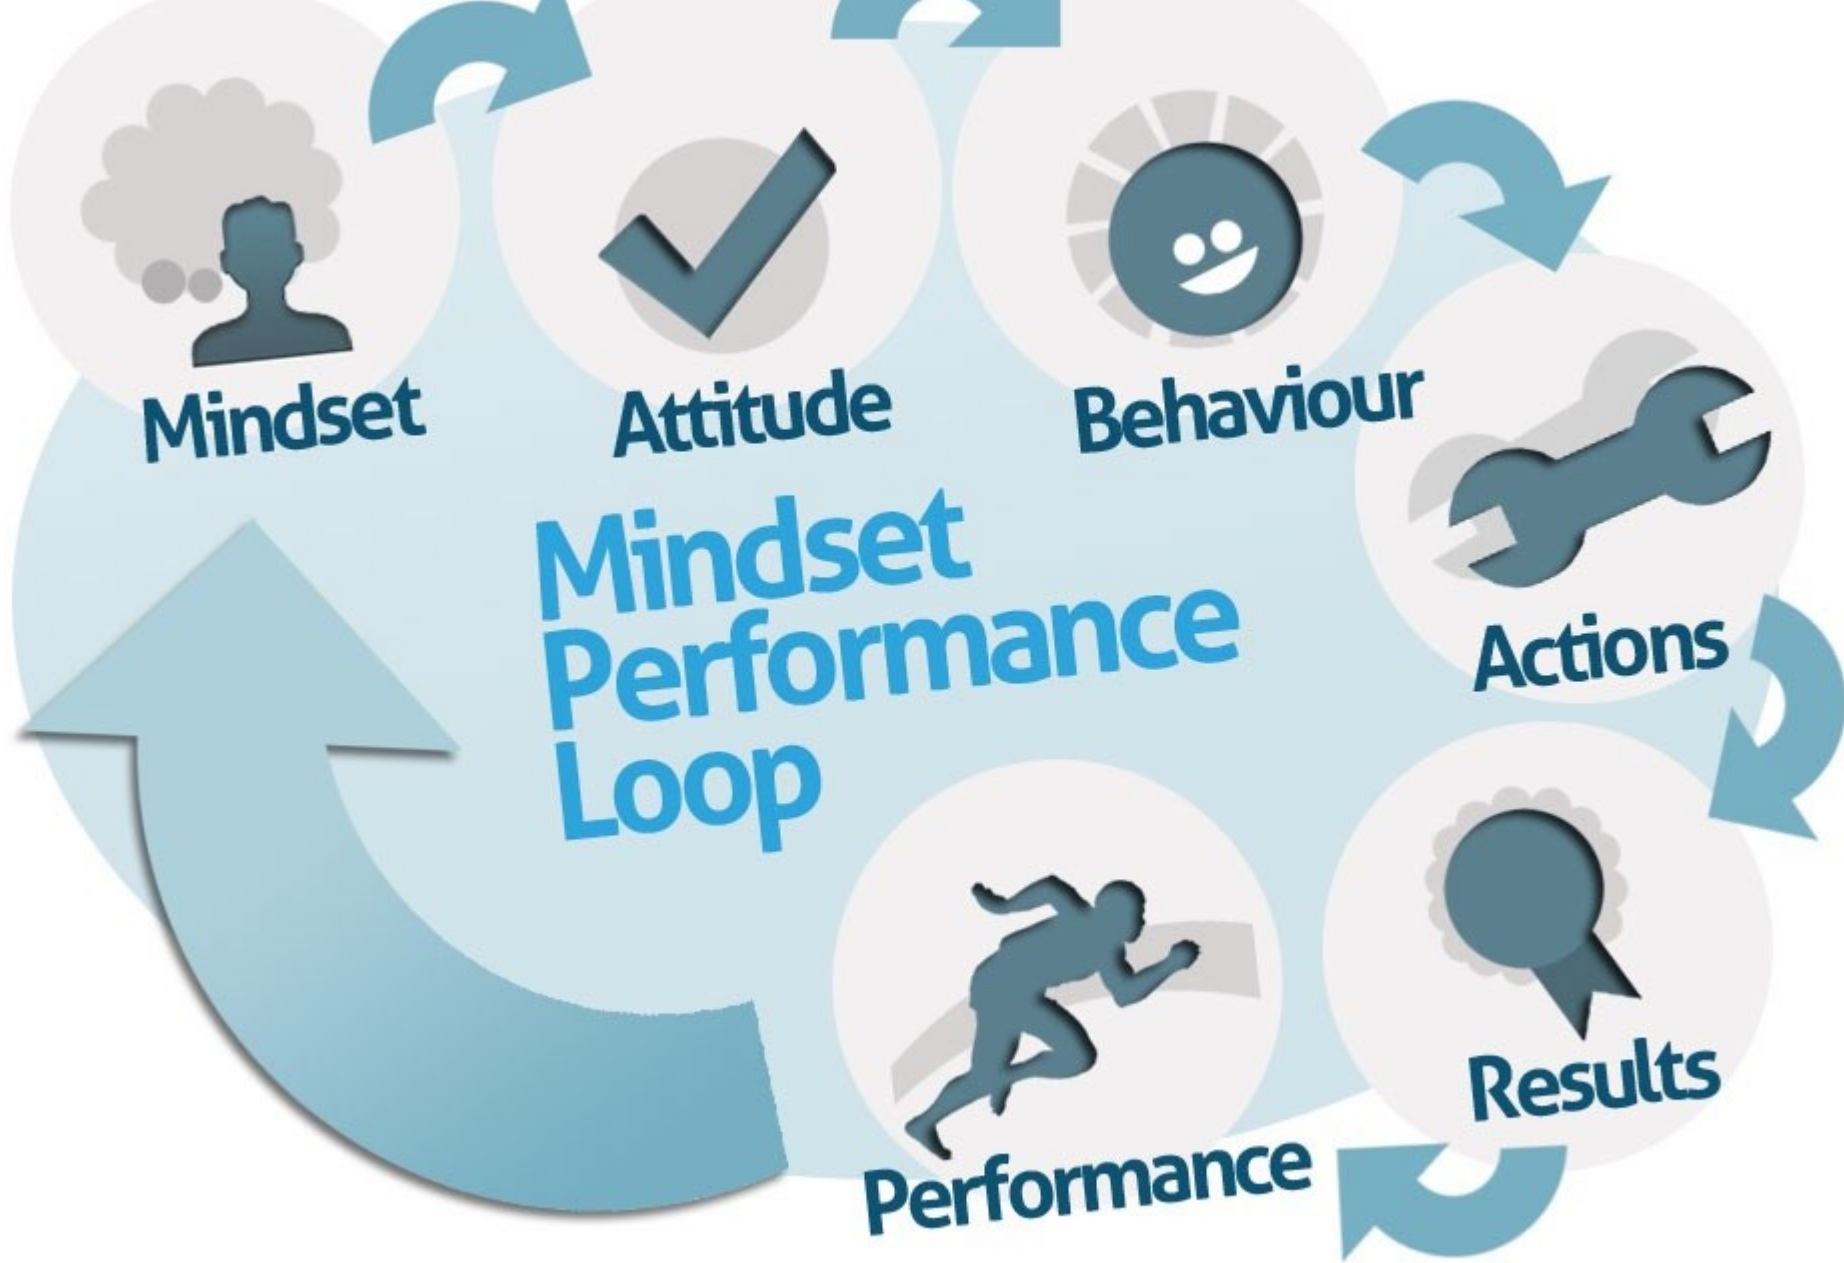 Mindset
Attitude
Behaviour
Mindset
Performance
Loop
Actions
Results
Performance